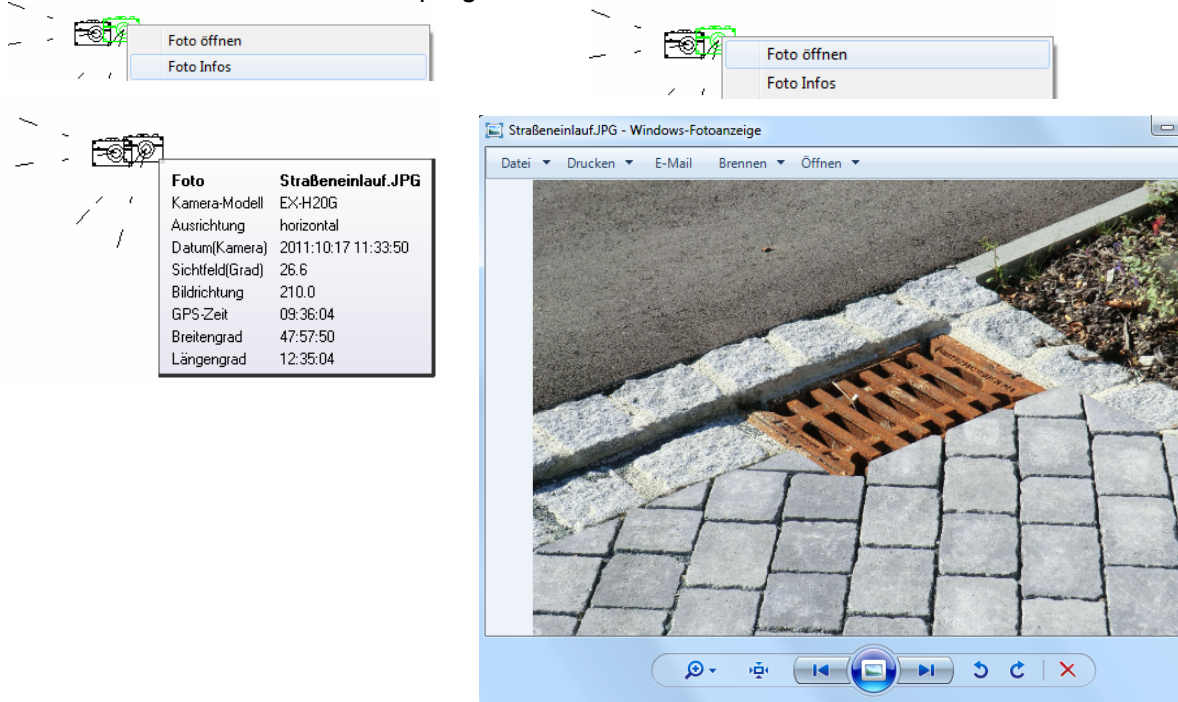 Foto öffnen
Foto Infos
Foto öffnen
Foto Infos
Foto Straßeneinlauf.JPG
Kamera-Modell EX-H20G
Ausrichtung horizontal
Datum(Kamera) 2011:10:17 11:33:50
Sichtfeld(Grad) 26.6
Bildrichtung 210.0
GPS-Zeit 09:36:04
Breitengrad 47:57:50
Längengrad 12:35:04
Straßeneinlauf.JPG - Windows-Fotoanzeige
Datei Drucken E-Mail Brennen Öffnen